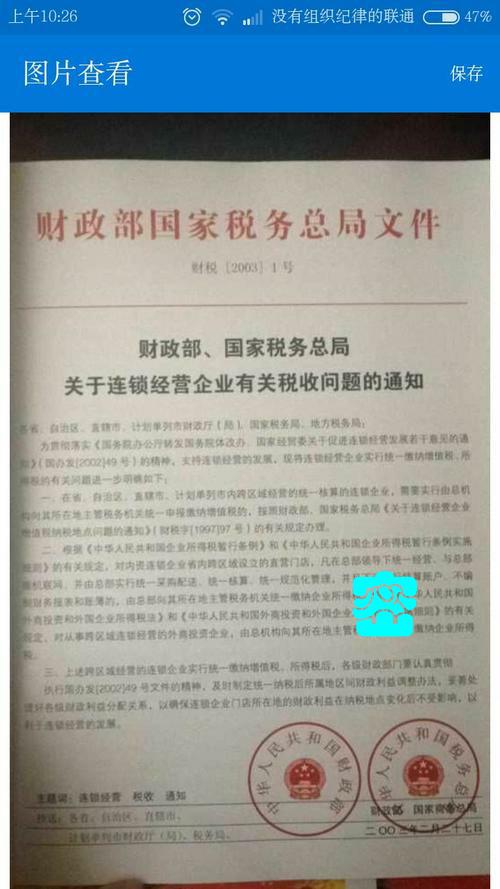 上午10:26
没有组织纪律的联通
47%
图片查看
保存
财政部国家税务总局文件
财税〔2003〕1号
财政部、国家税务总局
关于连锁经营企业有关税收问题的通知
各省、自治区、直辖市、计划单列市财政厅(局)、国家税务局、地方税务局:
为贯彻落实《国务院办公厅转发国务院体改办、国家经贸委关于促进连锁经营发展若干意见的通
知》(国办发[2002]49号)的精神,支持连锁经营的发展,现将连锁经营企业实行统一缴纳增值税、所
得税的有关问题进一步明确如下:
一、在省、自治区、直辖市、计划单列市内跨区域经营的统一核算的连锁企业,需要实行由总机
构向其所在地主管税务机关统一申报缴纳增值税的,按照财政部、国家税务总局《关于连锁经营企业
增值税纳税地点问题的通知》(财税字[1997]97号)的有关规定办理。
二、根据《中华人民共和国企业所得税暂行条例》和《中华人民共和国企业所得税暂行条例实施
细则》的有关规定,对内资连锁企业省内跨区域设立的直营门店,凡在总部领导下统一经营、与总部
微机联网、并由总部实行统一采购配送、统一核算、统一规范化管理,并且 账户、不编
制财务报表和账簿的,由总部向其所在地主管税务机关统一缴纳企业所 华人民共和国
外商投资企业和外国企业所得税法》和《中华人民共和国外商投资和外国企业 细则》的有关
规定,对从事跨区域连锁经营的外商投资企业,由总机构向其所在地主管税 纳企业所得
税。
三、上述跨区域经营的连锁企业实行统一缴纳增值税、所得税后,各级财政部门要认真贯彻
执行国办发[2002]49号文件的精神,及时制定统一纳税后所属地区间财政利益调整办法,妥善处
理好各级财政利益分配关系,以确保连锁企业门店所在地的财政利益在纳税地点变化后不受影响,以
利于连锁经营的发展。
中华人民共和国财政部
中华人民共和国国家税务
主题词:连锁经营 税收 通知
财政部 国家税务总局
抄送:各省、自治区、直辖市、
计划单列市财政厅(局)、税务局、
二〇〇三年二月二十七日